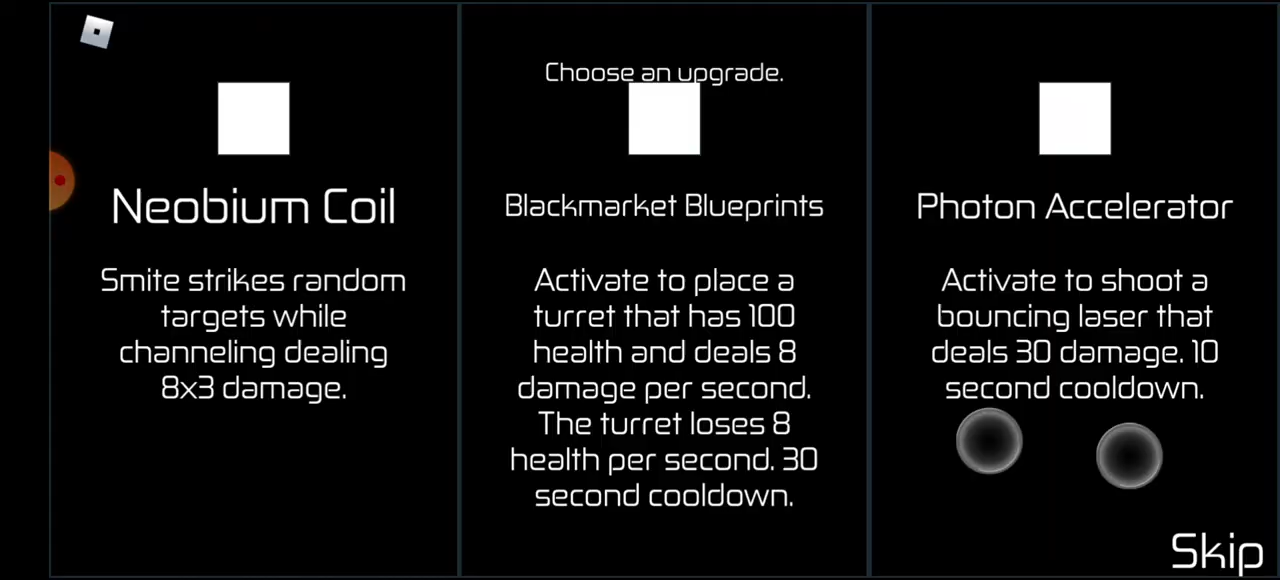 Choose an upgrade.
Neobium Coil
Smite strikes random
targets while
channeling dealing
8x3 damage.
Blackmarket Blueprints
Activate to place a
turret that has 100
health and deals 8
damage per second.
The turret loses 8
health per second. 30
second cooldown.
Photon Accelerator
Activate to shoot a
bouncing laser that
deals 30 damage. 10
second cooldown.
Skip